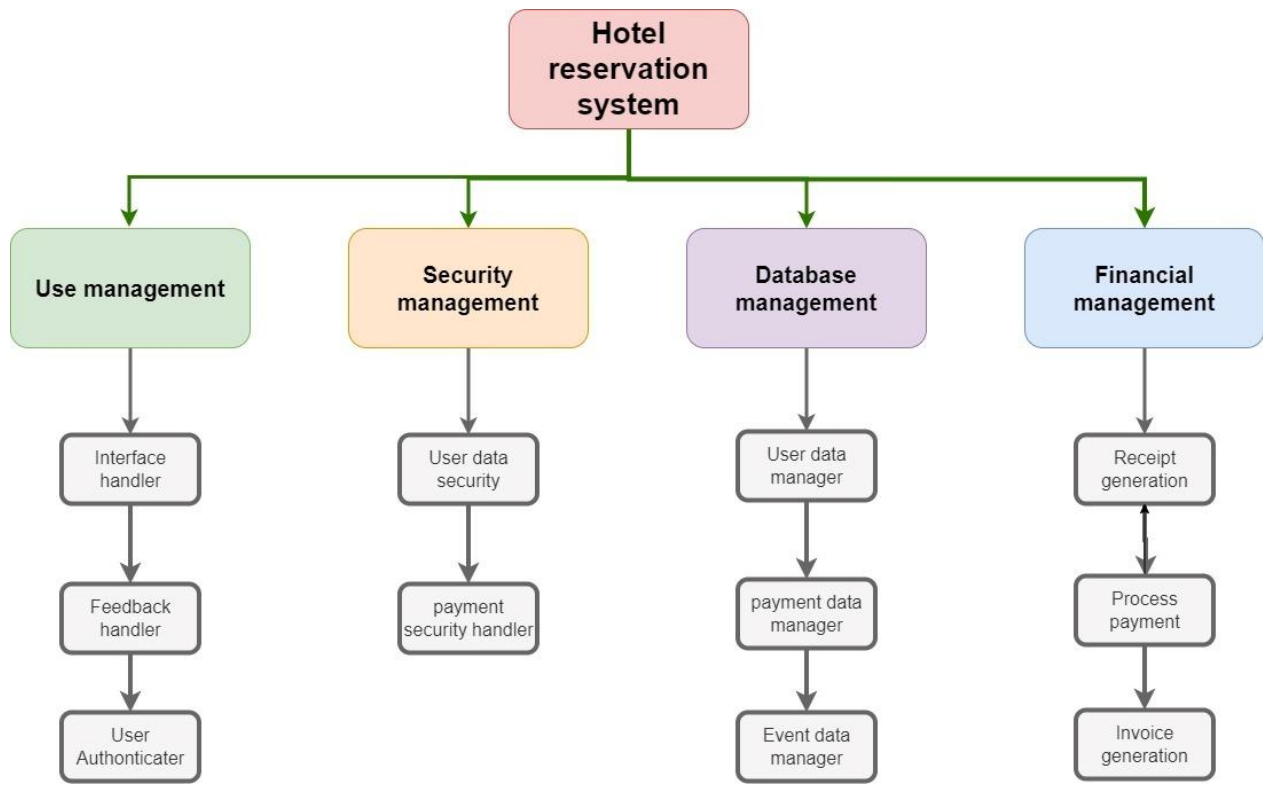 Hotel
reservation
system
Use management
Security
management
Database
management
Financial
management
Interface
handler
User data
security
User data
manager
Receipt
generation
Feedback
handler
payment
security handler
payment data
manager
Process
payment
User
Authonticater
Event data
manager
Invoice
generation